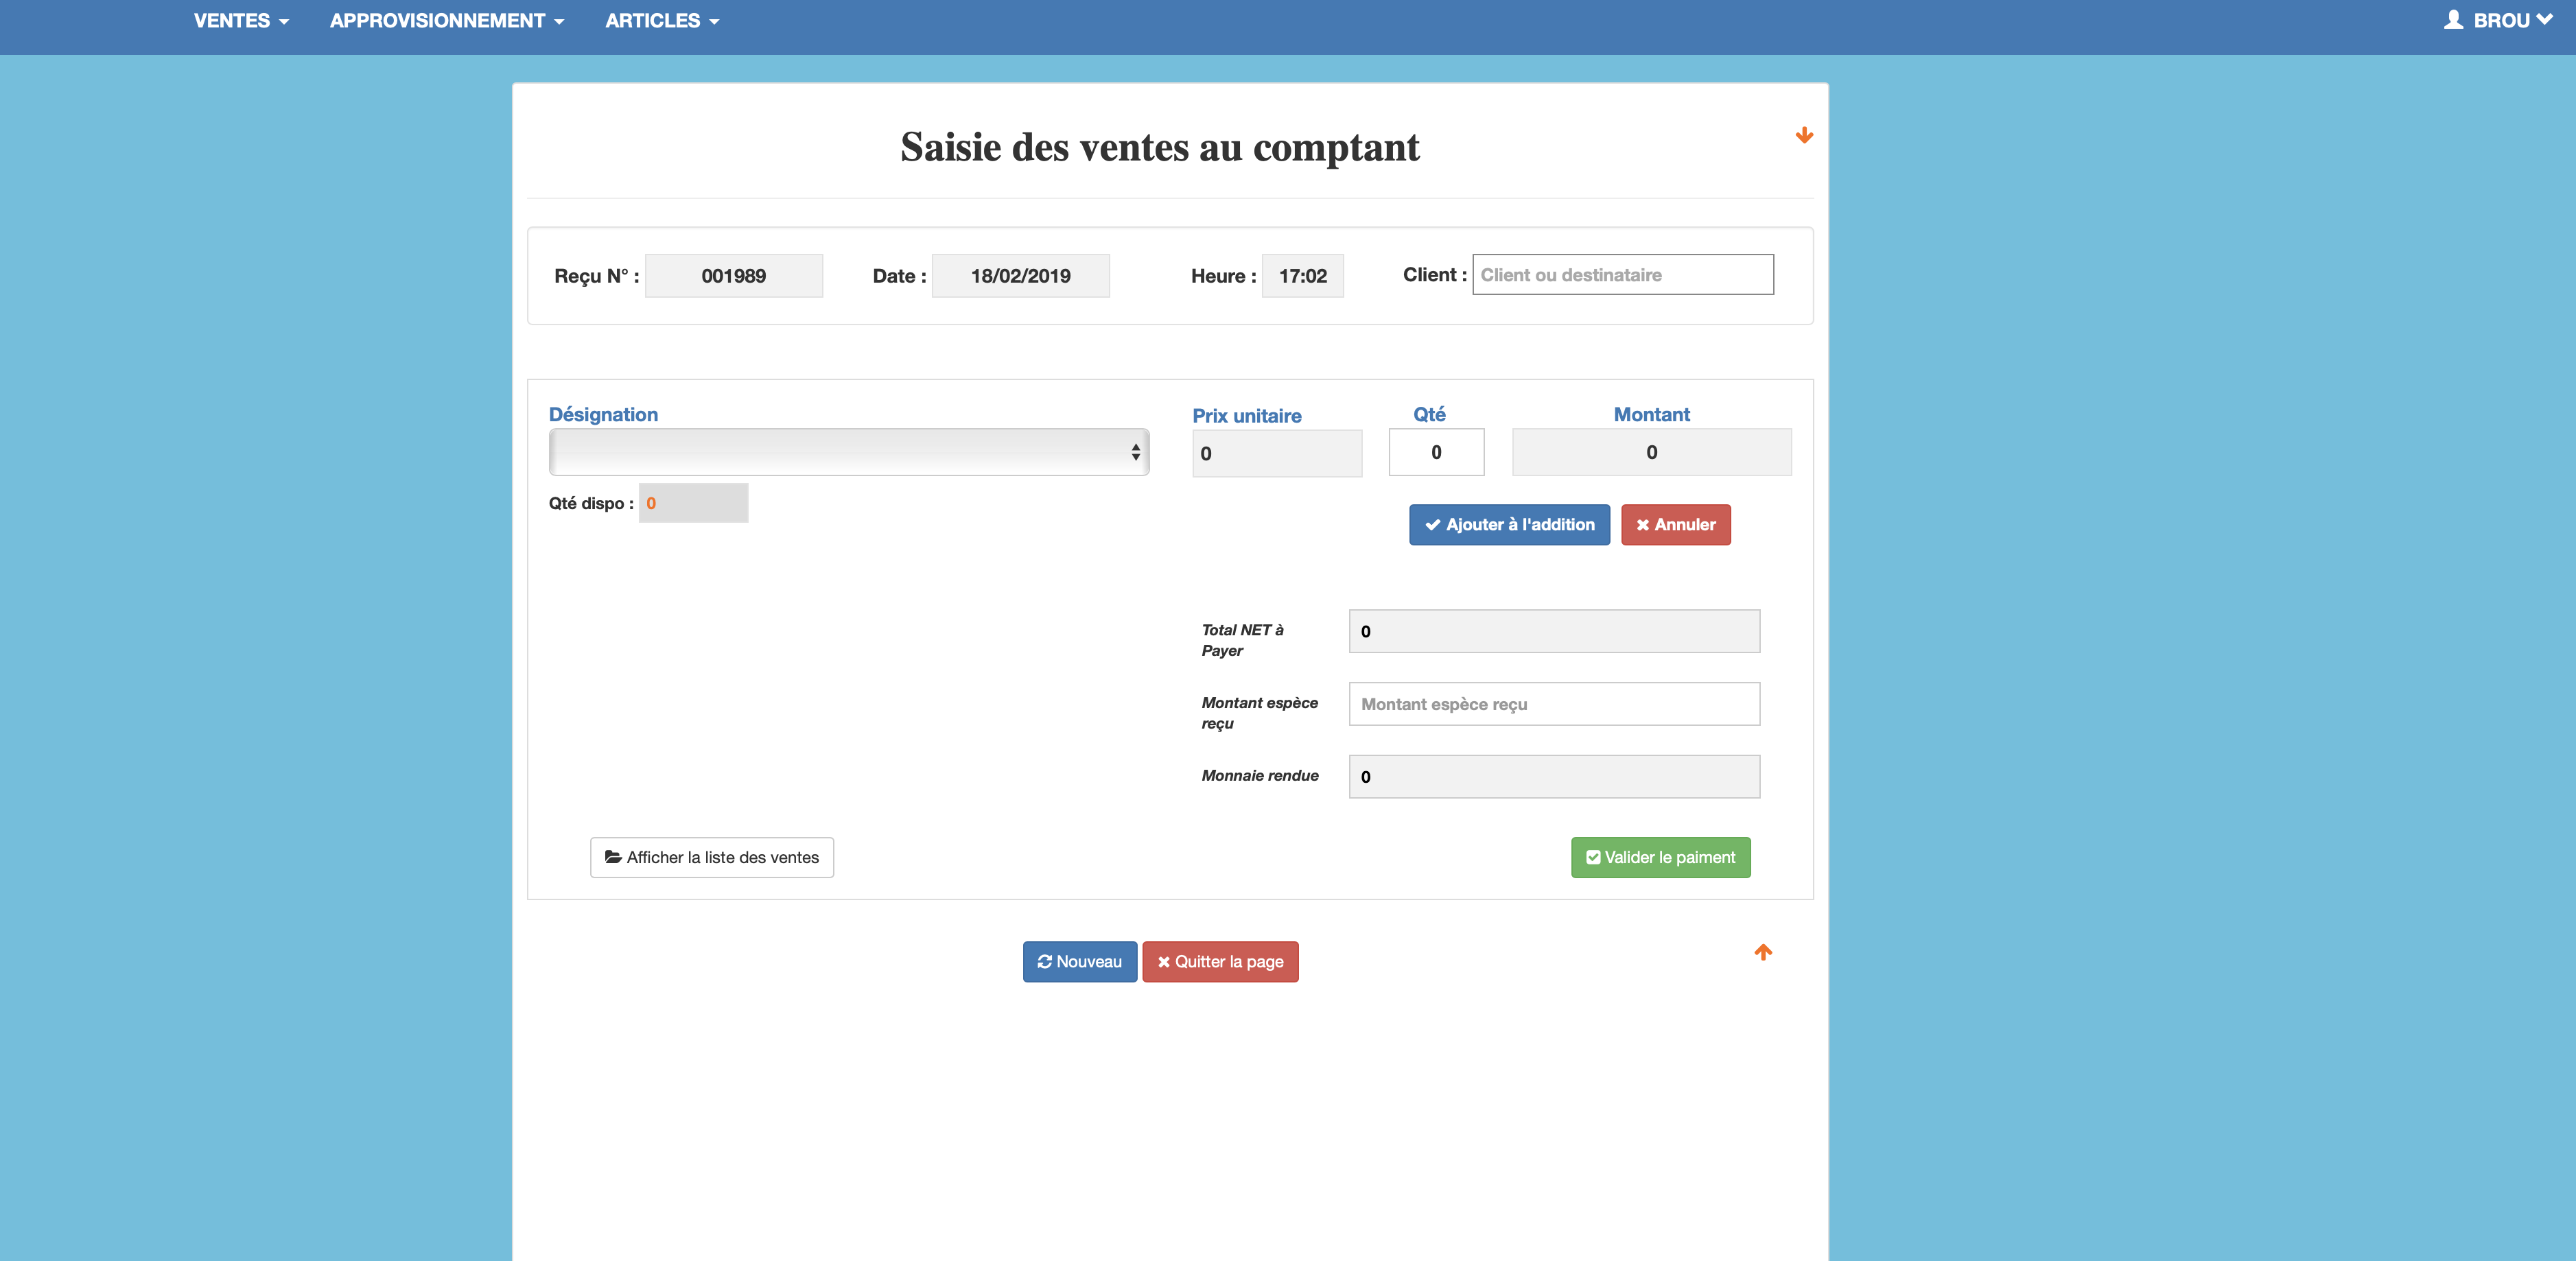 VENTES APPROVISIONNEMENT ARTICLES BROU
Saisie des ventes au comptant
Reçu N° : 001989 Date : 18/02/2019 Heure : 17:02 Client : Client ou destinataire
Désignation Prix unitaire Qté Montant
0 0 0
Qté dispo : 0
Ajouter à l'addition Annuler
Total NET à
Payer
0
Montant espèce
reçu
Montant espèce reçu
Monnaie rendue 0
Afficher la liste des ventes Valider le paiment
Nouveau Quitter la page